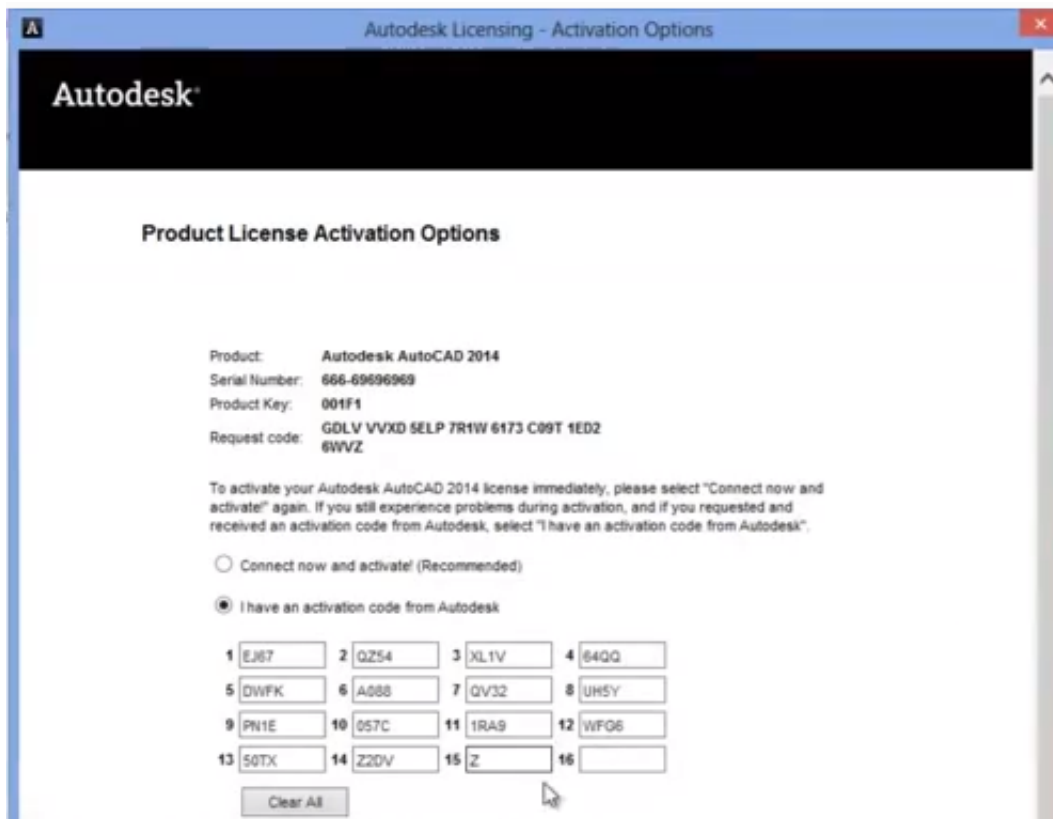 Autodesk Licensing - Activation Options
Autodesk®
Product License Activation Options
Product: Autodesk AutoCAD 2014
Serial Number: 666-69696969
Product Key: 001F1
Request code: GDLV VVXD 5ELP 7R1W 6173 C09T 1ED2
6WVZ
To activate your Autodesk AutoCAD 2014 license immediately, please select "Connect now and
activate!" again. If you still experience problems during activation, and if you requested and
received an activation code from Autodesk, select "I have an activation code from Autodesk".
Connect now and activate! (Recommended)
I have an activation code from Autodesk
1 EJ67 2 QZ54 3 XL1V 4 64QQ
5 DWFK 6 A088 7 QV32 8 UH5Y
9 PN1E 10 057C 11 1RA9 12 WFG6
13 50TX 14 Z2DV 15 Z 16
Clear All